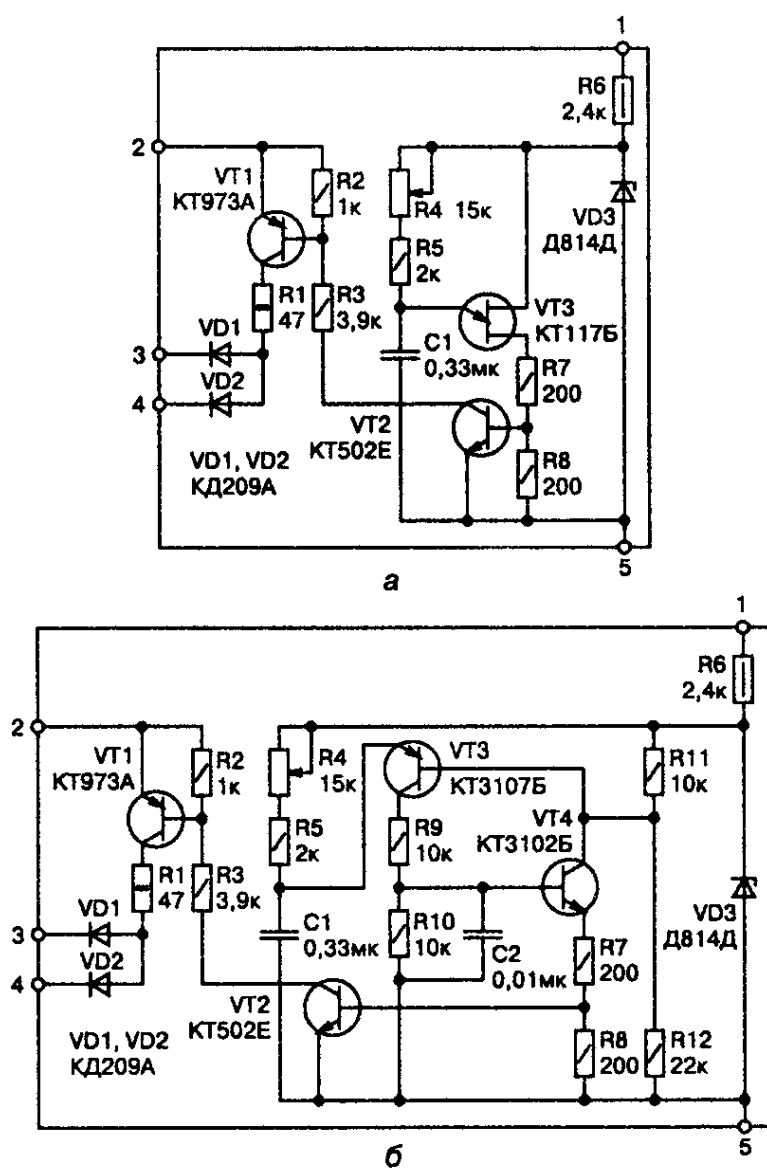 1
R6
2,4к
2
VT1
КТ973А
R2
1к
R4 15к
VD3
Д814Д
R5
2к
R1
47
R3
3,9к
VT3
КТ117Б
VD1
3
C1
0,33мк
R7
200
VD2
4
VT2
КТ502Е
VD1, VD2
КД209А
R8
200
5
а
1
R6
2,4к
2
VT1
КТ973А
R2
1к
R4
15к
VT3
КТ3107Б
R11
10к
R5
2к
R9
10к
VT4
КТ3102Б
R1
47
R3
3,9к
VD1
3
C1
0,33мк
R10
10к
C2
0,01мк
R7
200
VD3
Д814Д
VD2
4
VT2
КТ502Е
VD1, VD2
КД209А
R8
200
R12
22к
5
б